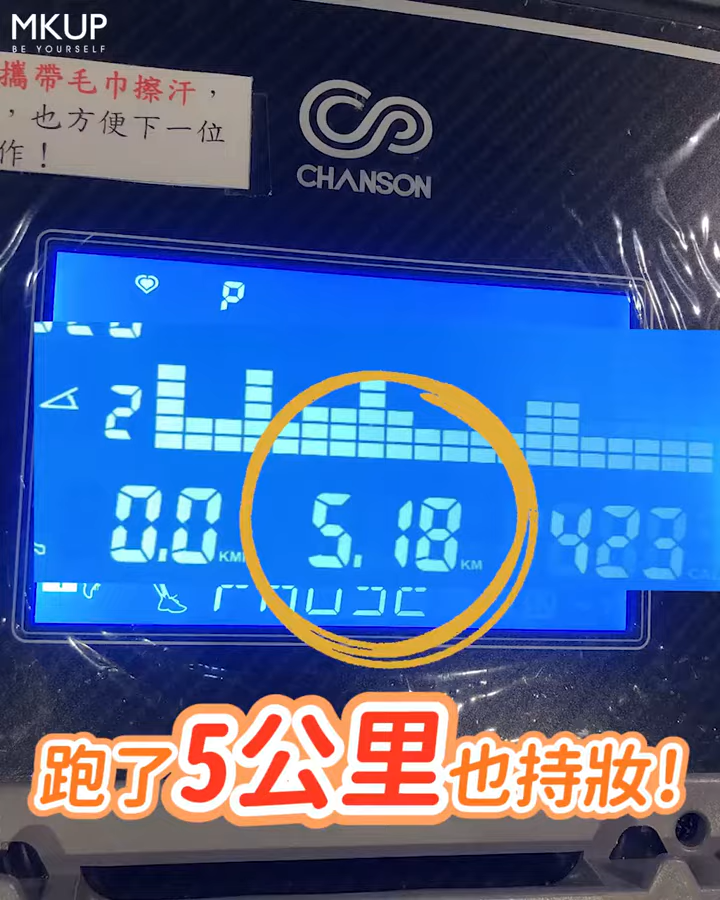 MKUP
BE YOURSELF
攜帶毛巾擦汗，
，也方便下一位
作！
CHANSON
P
2
0.0 KM
5.18 KM
423
跑了5公里也持妝！